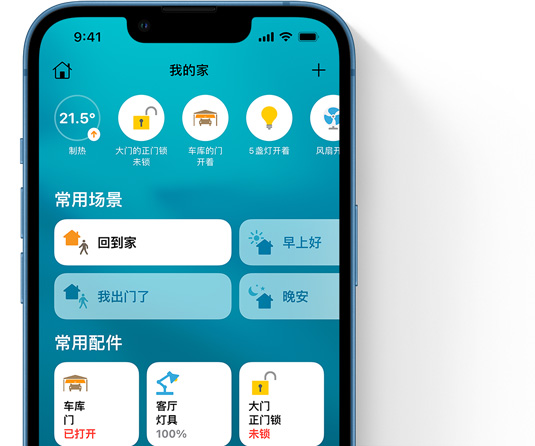 9:41
我的家
21.5°
制热
大门的正门锁
未锁
车库的门
开着
5盏灯开着
风扇开
常用场景
回到家
早上好
我出门了
晚安
常用配件
车库
门
已打开
客厅
灯具
100%
大门
正门锁
未锁